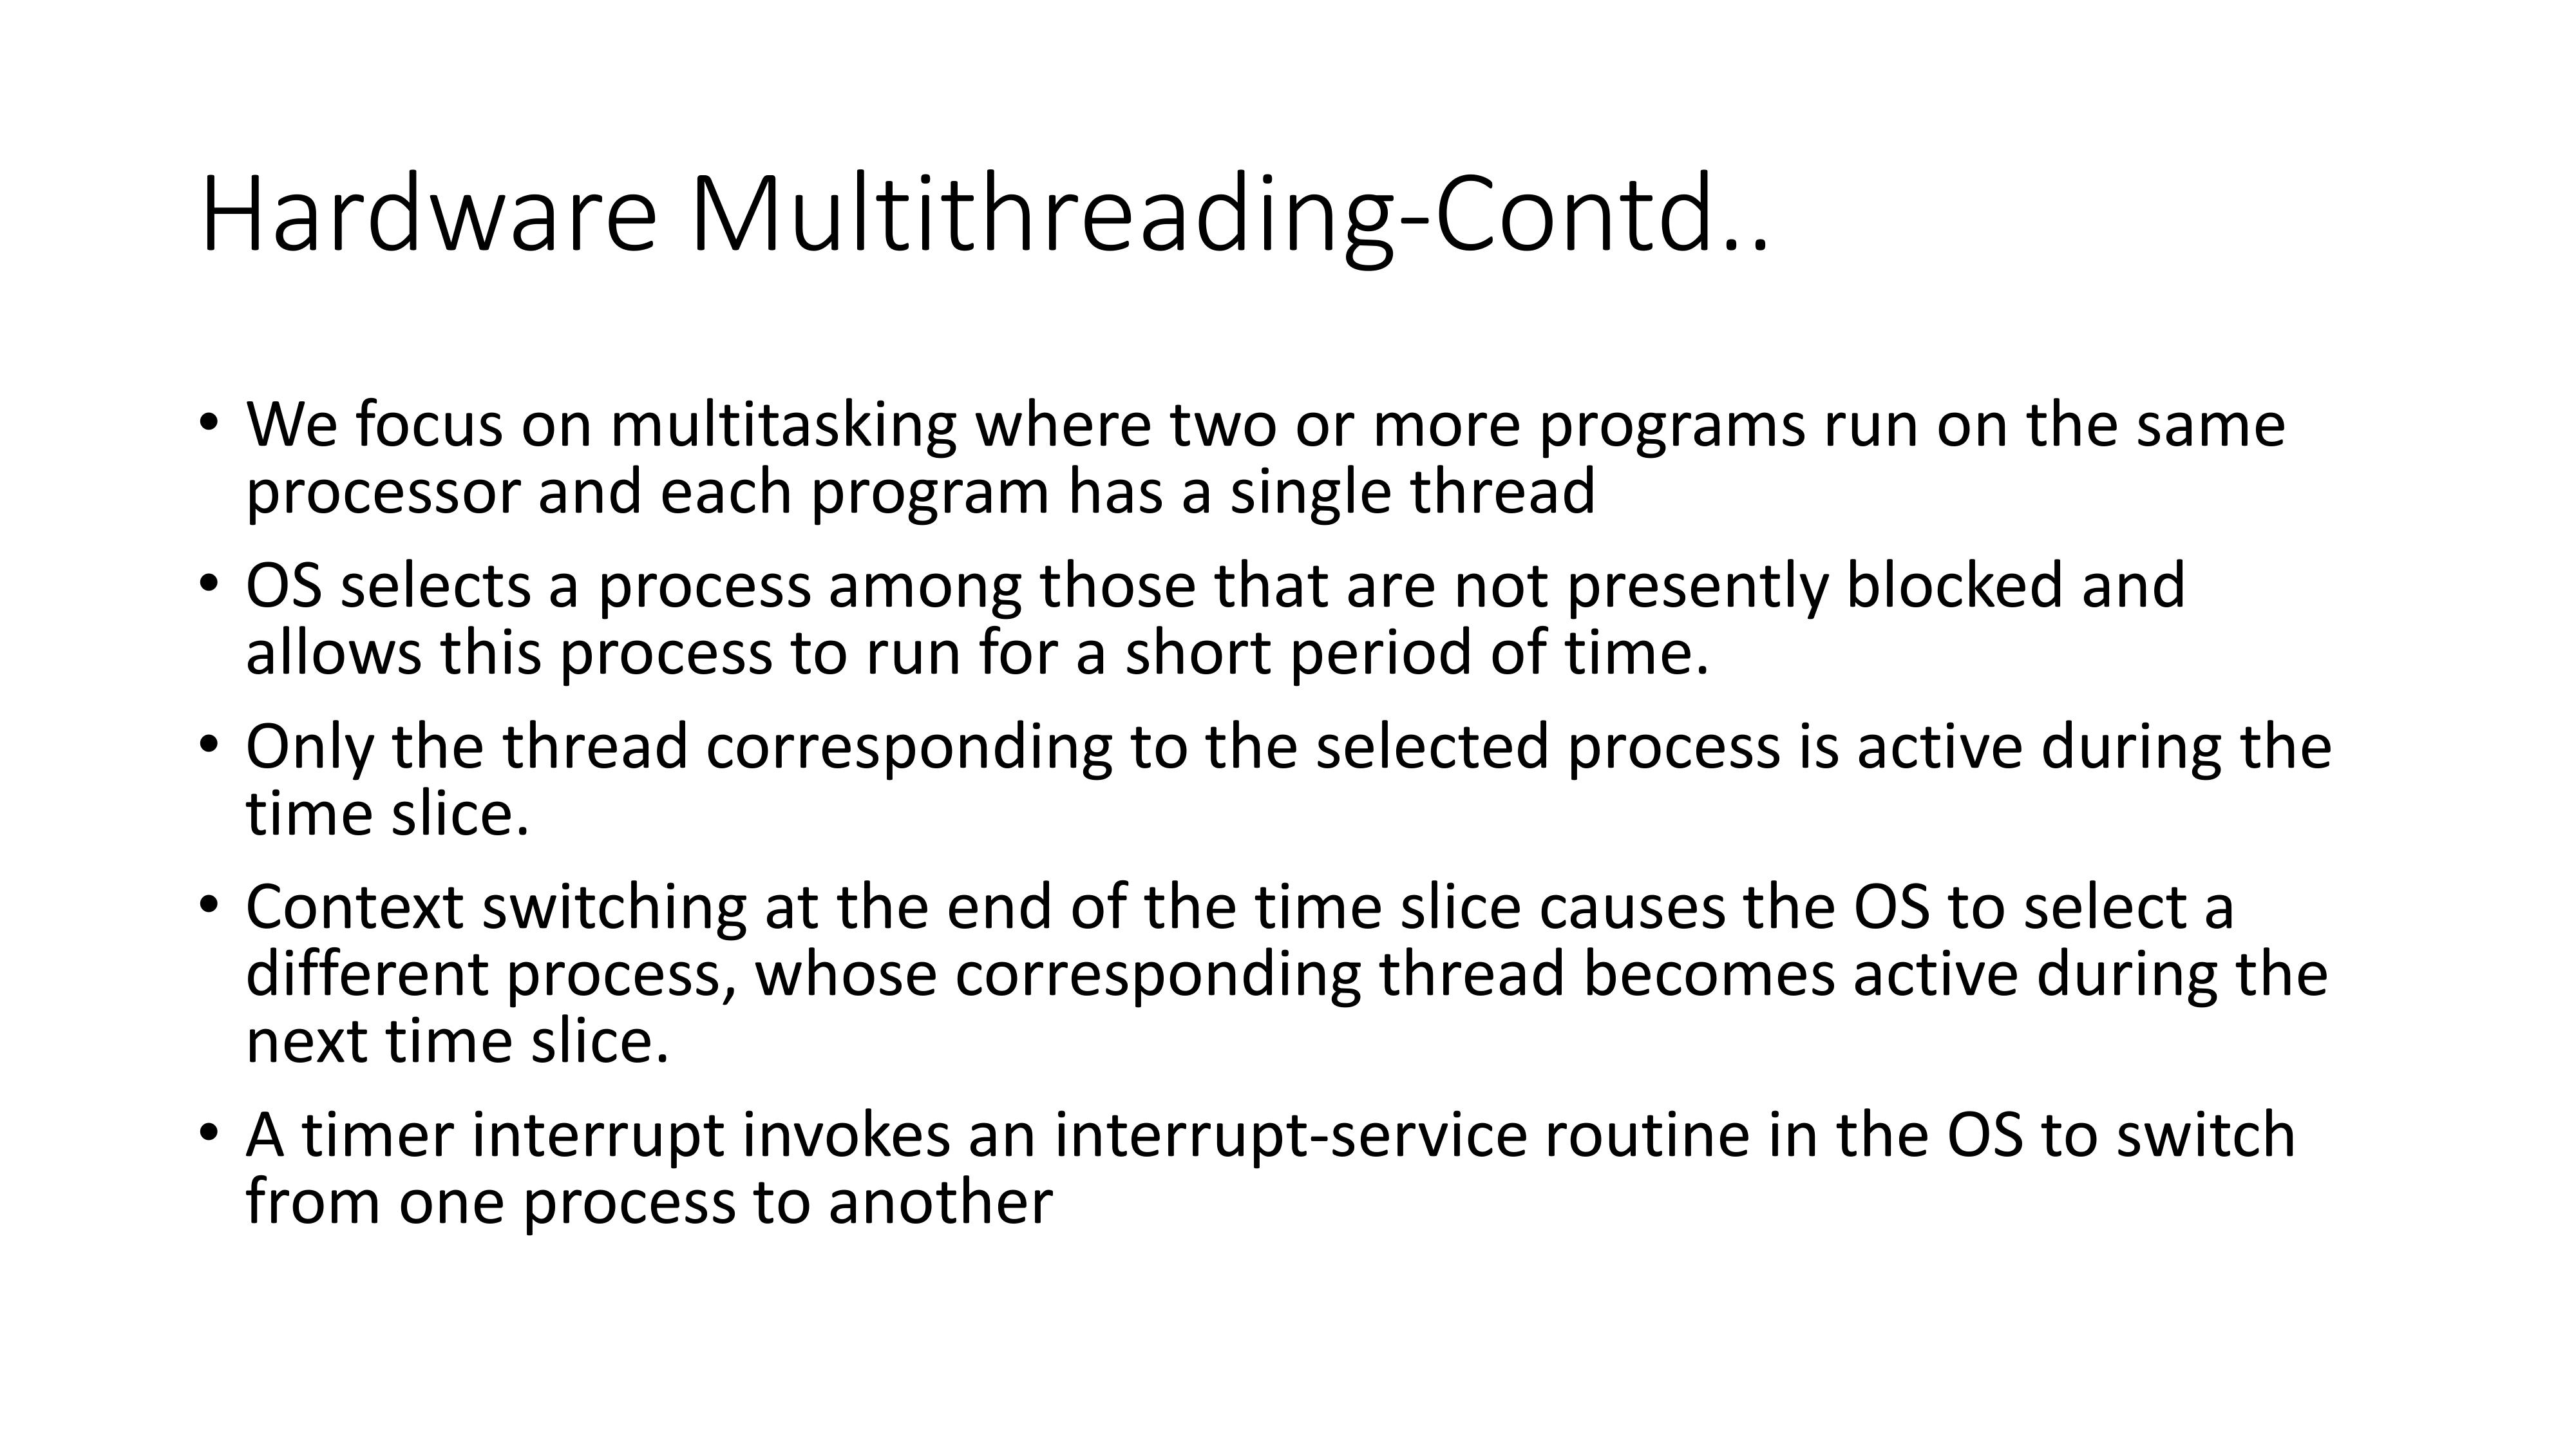 Hardware Multithreading-Contd..
• We focus on multitasking where two or more programs run on the same
processor and each program has a single thread
• OS selects a process among those that are not presently blocked and
allows this process to run for a short period of time.
• Only the thread corresponding to the selected process is active during the
time slice.
• Context switching at the end of the time slice causes the OS to select a
different process, whose corresponding thread becomes active during the
next time slice.
• A timer interrupt invokes an interrupt-service routine in the OS to switch
from one process to another